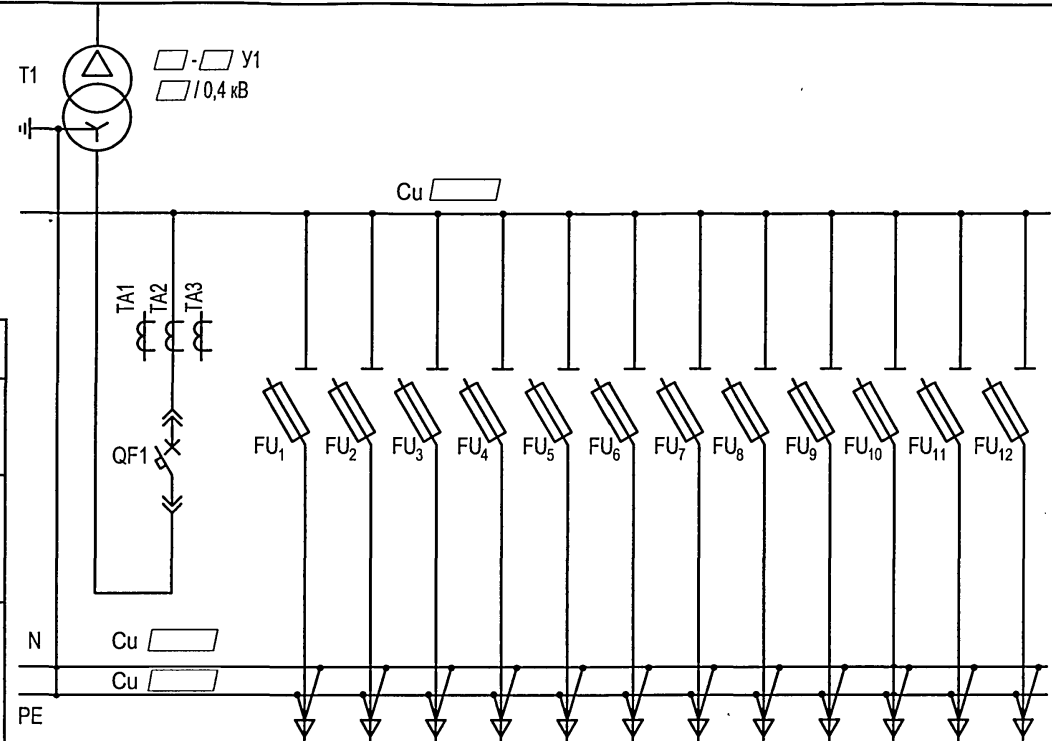 T1
- У1
/ 0,4 кВ
Cu
TA1
TA2
TA3
QF1
FU1 FU2 FU3 FU4 FU5 FU6 FU7 FU8 FU9 FU10 FU11 FU12
N
Cu
Cu
PE